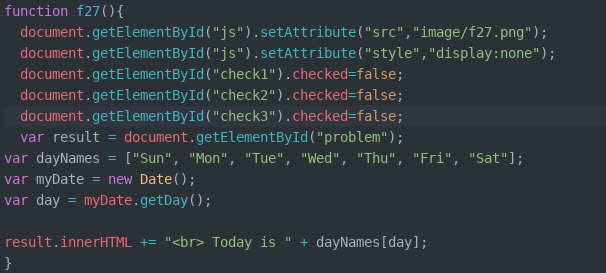 function f27(){
  document.getElementById("js").setAttribute("src","image/f27.png");
  document.getElementById("js").setAttribute("style","display:none");
  document.getElementById("check1").checked=false;
  document.getElementById("check2").checked=false;
  document.getElementById("check3").checked=false;
  var result = document.getElementById("problem");
var dayNames = ["Sun", "Mon", "Tue", "Wed", "Thu", "Fri", "Sat"];
var myDate = new Date();
var day = myDate.getDay();

result.innerHTML += "<br> Today is " + dayNames[day];
}